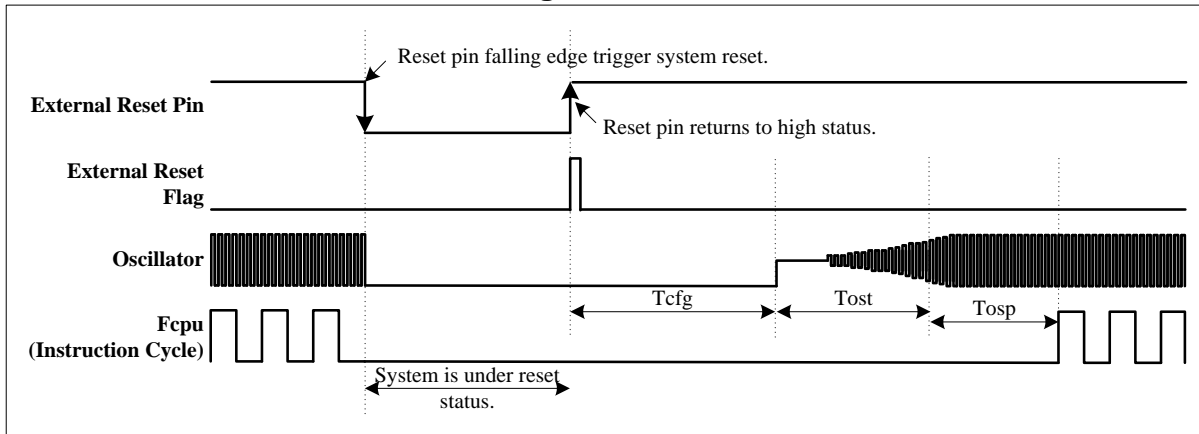 Reset pin falling edge trigger system reset.
External Reset Pin
Reset pin returns to high status.
External Reset
Flag
Oscillator
Tcfg
Tost
Tosp
Fcpu
(Instruction Cycle)
System is under reset
status.